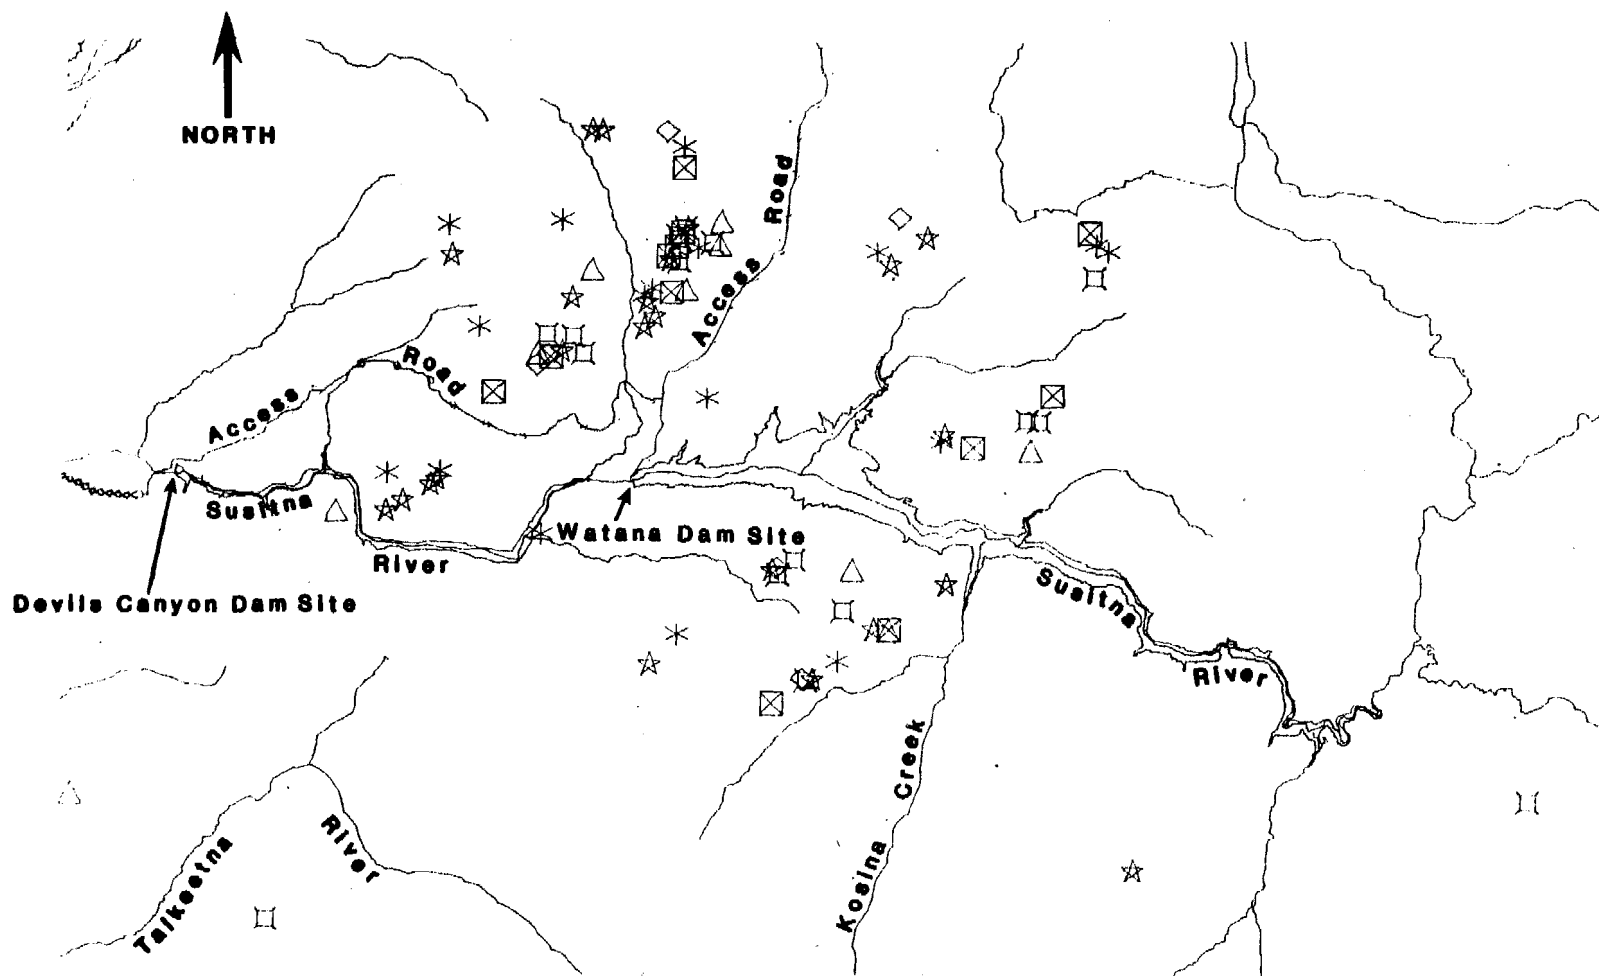 NORTH
Access
Road
Access
Road
Susitna
River
Watana Dam Site
Devils Canyon Dam Site
Susitna
River
Kosina
Creek
Talkeetna
River